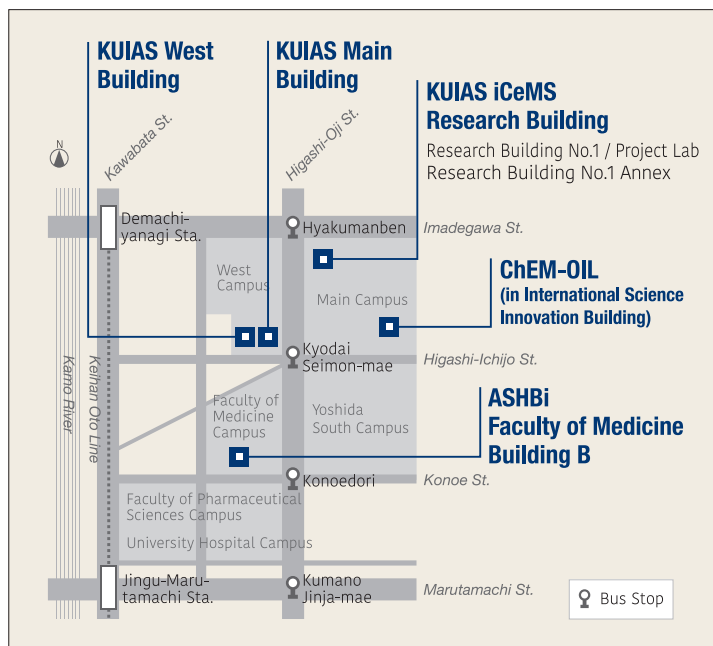 KUIAS West
Building
KUIAS Main
Building
KUIAS iCeMS
Research Building
Research Building No.1 / Project Lab
Research Building No.1 Annex
N
Kawabata St.
Higashi-Oji St.
Demachi-
yanagi Sta.
Hyakumanben
Imadegawa St.
West
Campus
Main Campus
ChEM-OIL
(in International Science
Innovation Building)
Kyodai
Seimon-mae
Higashi-Ichijo St.
Kamo River
Keihan Oto Line
Faculty of
Medicine
Campus
Yoshida
South Campus
ASHBi
Faculty of Medicine
Building B
Konoedori
Konoe St.
Faculty of Pharmaceutical
Sciences Campus
University Hospital Campus
Jingu-Maru-
tamachi Sta.
Kumano
Jinja-mae
Marutamachi St.
Bus Stop